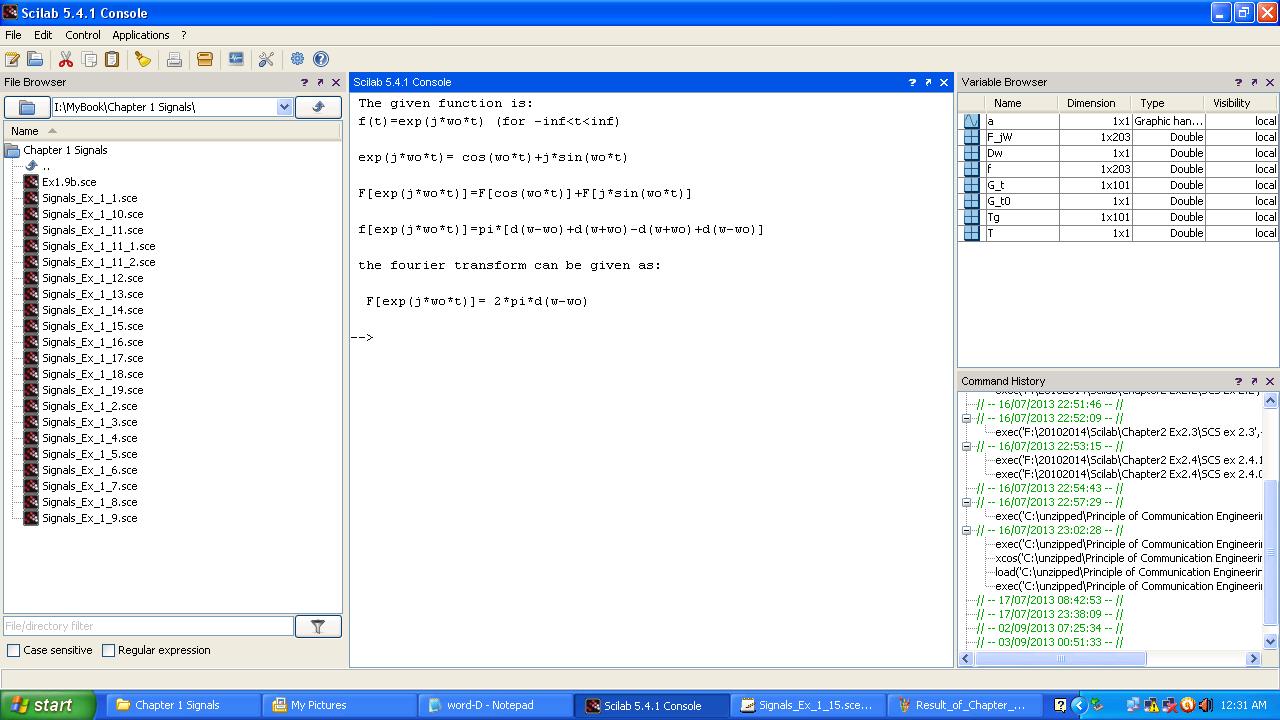 Scilab 5.4.1 Console
File Edit Control Applications ?
File Browser
I:\MyBook\Chapter 1 Signals\
Name
Chapter 1 Signals
..
Ex1.9b.sce
Signals_Ex_1_1.sce
Signals_Ex_1_10.sce
Signals_Ex_1_11.sce
Signals_Ex_1_11_1.sce
Signals_Ex_1_11_2.sce
Signals_Ex_1_12.sce
Signals_Ex_1_13.sce
Signals_Ex_1_14.sce
Signals_Ex_1_15.sce
Signals_Ex_1_16.sce
Signals_Ex_1_17.sce
Signals_Ex_1_18.sce
Signals_Ex_1_19.sce
Signals_Ex_1_2.sce
Signals_Ex_1_3.sce
Signals_Ex_1_4.sce
Signals_Ex_1_5.sce
Signals_Ex_1_6.sce
Signals_Ex_1_7.sce
Signals_Ex_1_8.sce
Signals_Ex_1_9.sce
File/directory filter
Case sensitive Regular expression
Scilab 5.4.1 Console
The given function is:
f(t)=exp(j*wo*t) (for -inf<t<inf)
exp(j*wo*t)= cos(wo*t)+j*sin(wo*t)
F[exp(j*wo*t)]=F[cos(wo*t)]+F[j*sin(wo*t)]
f[exp(j*wo*t)]=pi*[d(w-wo)+d(w+wo)-d(w+wo)+d(w-wo)]
the fourier transform can be given as:
F[exp(j*wo*t)]= 2*pi*d(w-wo)
-->
Variable Browser
Name Dimension Type Visibility
a 1x1 Graphic han... local
F_jW 1x203 Double local
Dw 1x1 Double local
f 1x203 Double local
G_t 1x101 Double local
G_t0 1x1 Double local
Tg 1x101 Double local
T 1x1 Double local
Command History
// -- 16/07/2013 22:51:46 -- //
// -- 16/07/2013 22:52:09 -- //
exec('F:\20102014\Scilab\Chapter2 Ex2.3\SCS ex 2.3',
// -- 16/07/2013 22:53:15 -- //
exec('F:\20102014\Scilab\Chapter2 Ex2.4\SCS ex 2.4.
exec('F:\20102014\Scilab\Chapter2 Ex2.4\SCS ex 2.4.
// -- 16/07/2013 22:54:43 -- //
// -- 16/07/2013 22:57:29 -- //
exec('C:\unzipped\Principle of Communication Engineeri
// -- 16/07/2013 23:02:28 -- //
exec('C:\unzipped\Principle of Communication Engineerir
xcos('C:\unzipped\Principle of Communication Engineerir
load('C:\unzipped\Principle of Communication Engineerin
exec('C:\unzipped\Principle of Communication Engineerir
// -- 17/07/2013 08:42:53 -- //
// -- 17/07/2013 23:38:09 -- //
// -- 02/09/2013 07:25:34 -- //
// -- 03/09/2013 00:51:33 -- //
start Chapter 1 Signals My Pictures word-D - Notepad Scilab 5.4.1 Console Signals_Ex_1_15.sce... Result_of_Chapter_... 12:31 AM